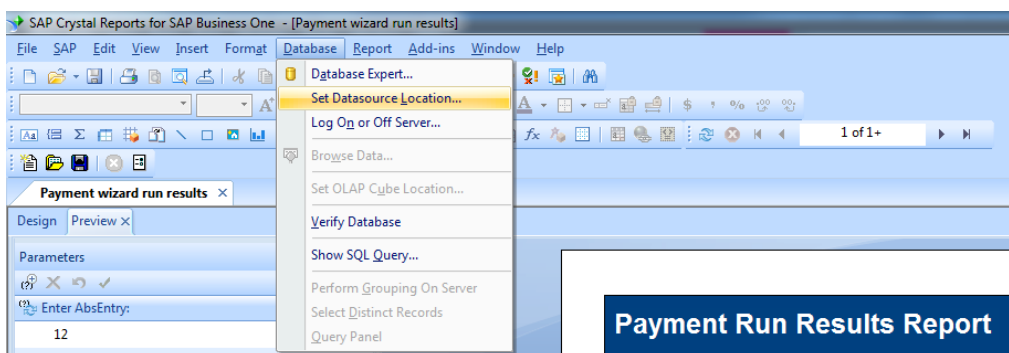 SAP Crystal Reports for SAP Business One - [Payment wizard run results]
File SAP Edit View Insert Format Database Report Add-ins Window Help
Database Expert...
Set Datasource Location...
Log On or Off Server...
1 of 1+
Browse Data...
Set OLAP Cube Location...
Payment wizard run results
Design Preview
Verify Database
Parameters
Show SQL Query...
Perform Grouping On Server
Enter AbsEntry:
Select Distinct Records
12
Query Panel
Payment Run Results Report